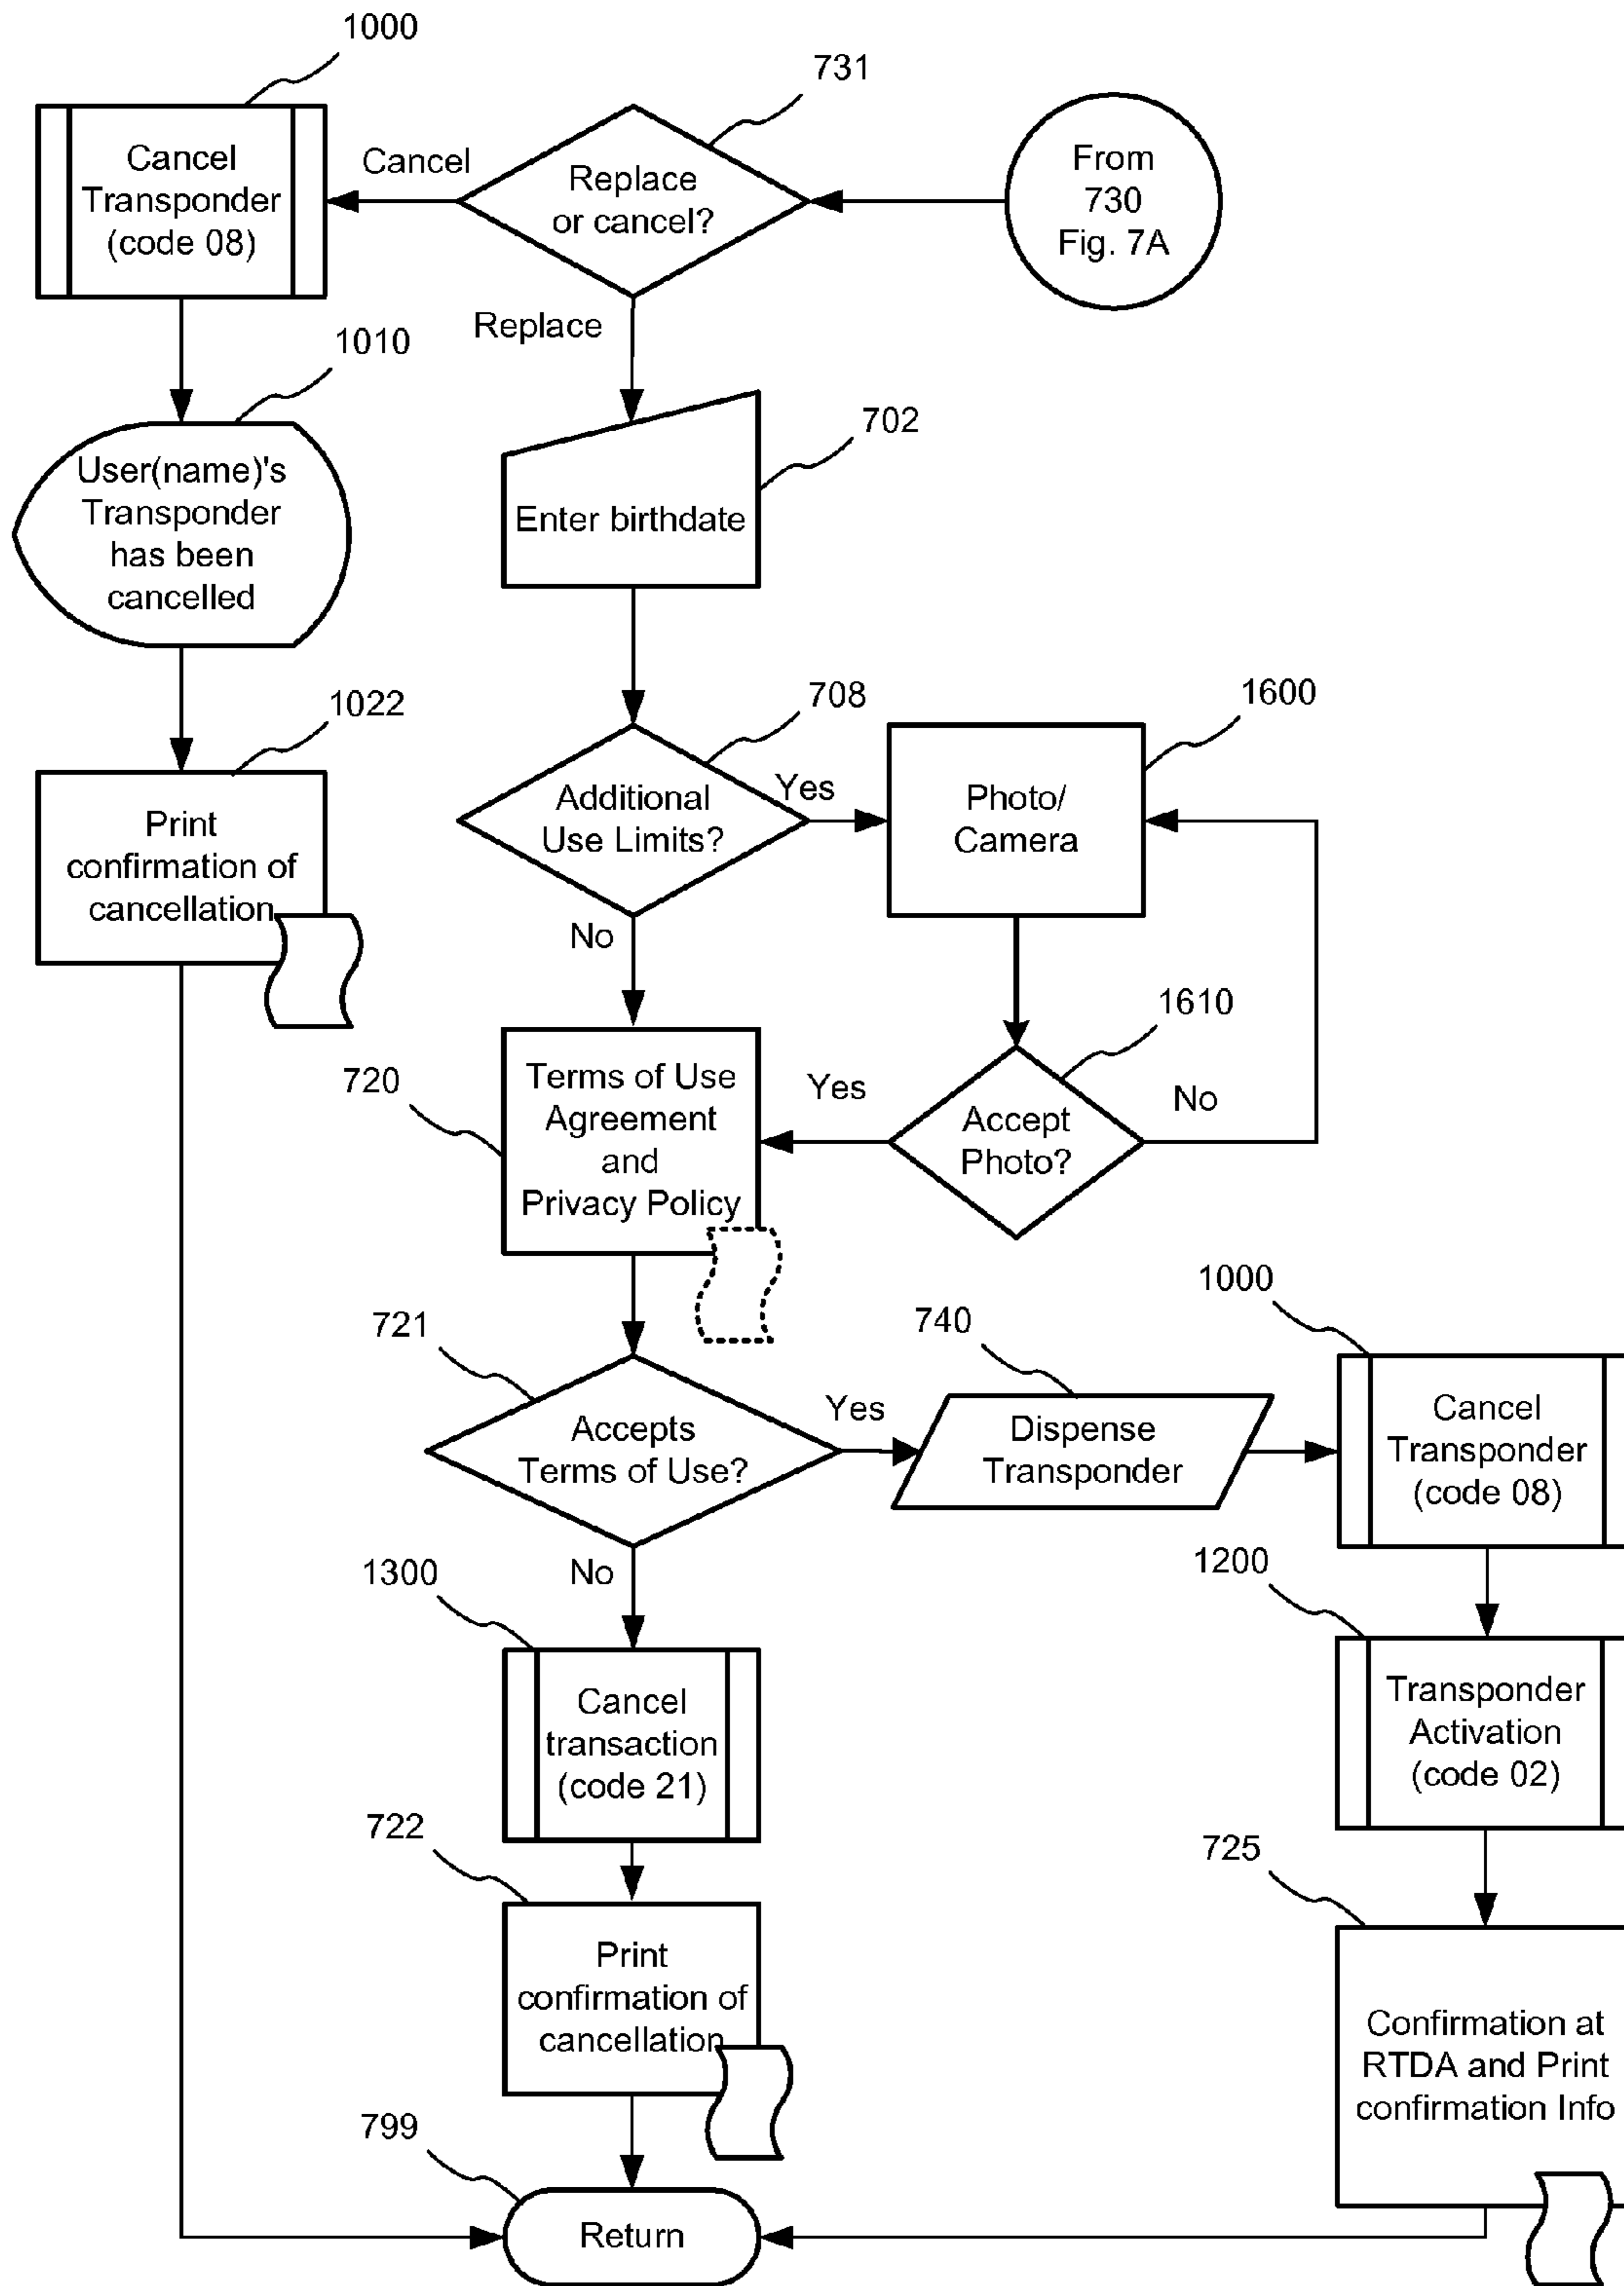 1000
731
Cancel
Transponder
(code 08)
Cancel
Replace
or cancel?
From
730
Fig. 7A
Replace
1010
User(name)'s
Transponder
has been
cancelled
702
Enter birthdate
1022
Print
confirmation of
cancellation
708
Additional
Use Limits?
Yes
No
1600
Photo/
Camera
1610
Accept
Photo?
Yes
No
720
Terms of Use
Agreement
and
Privacy Policy
721
Accepts
Terms of Use?
Yes
No
740
Dispense
Transponder
1000
Cancel
Transponder
(code 08)
1300
Cancel
transaction
(code 21)
1200
Transponder
Activation
(code 02)
722
Print
confirmation of
cancellation
725
Confirmation at
RTDA and Print
confirmation Info
799
Return